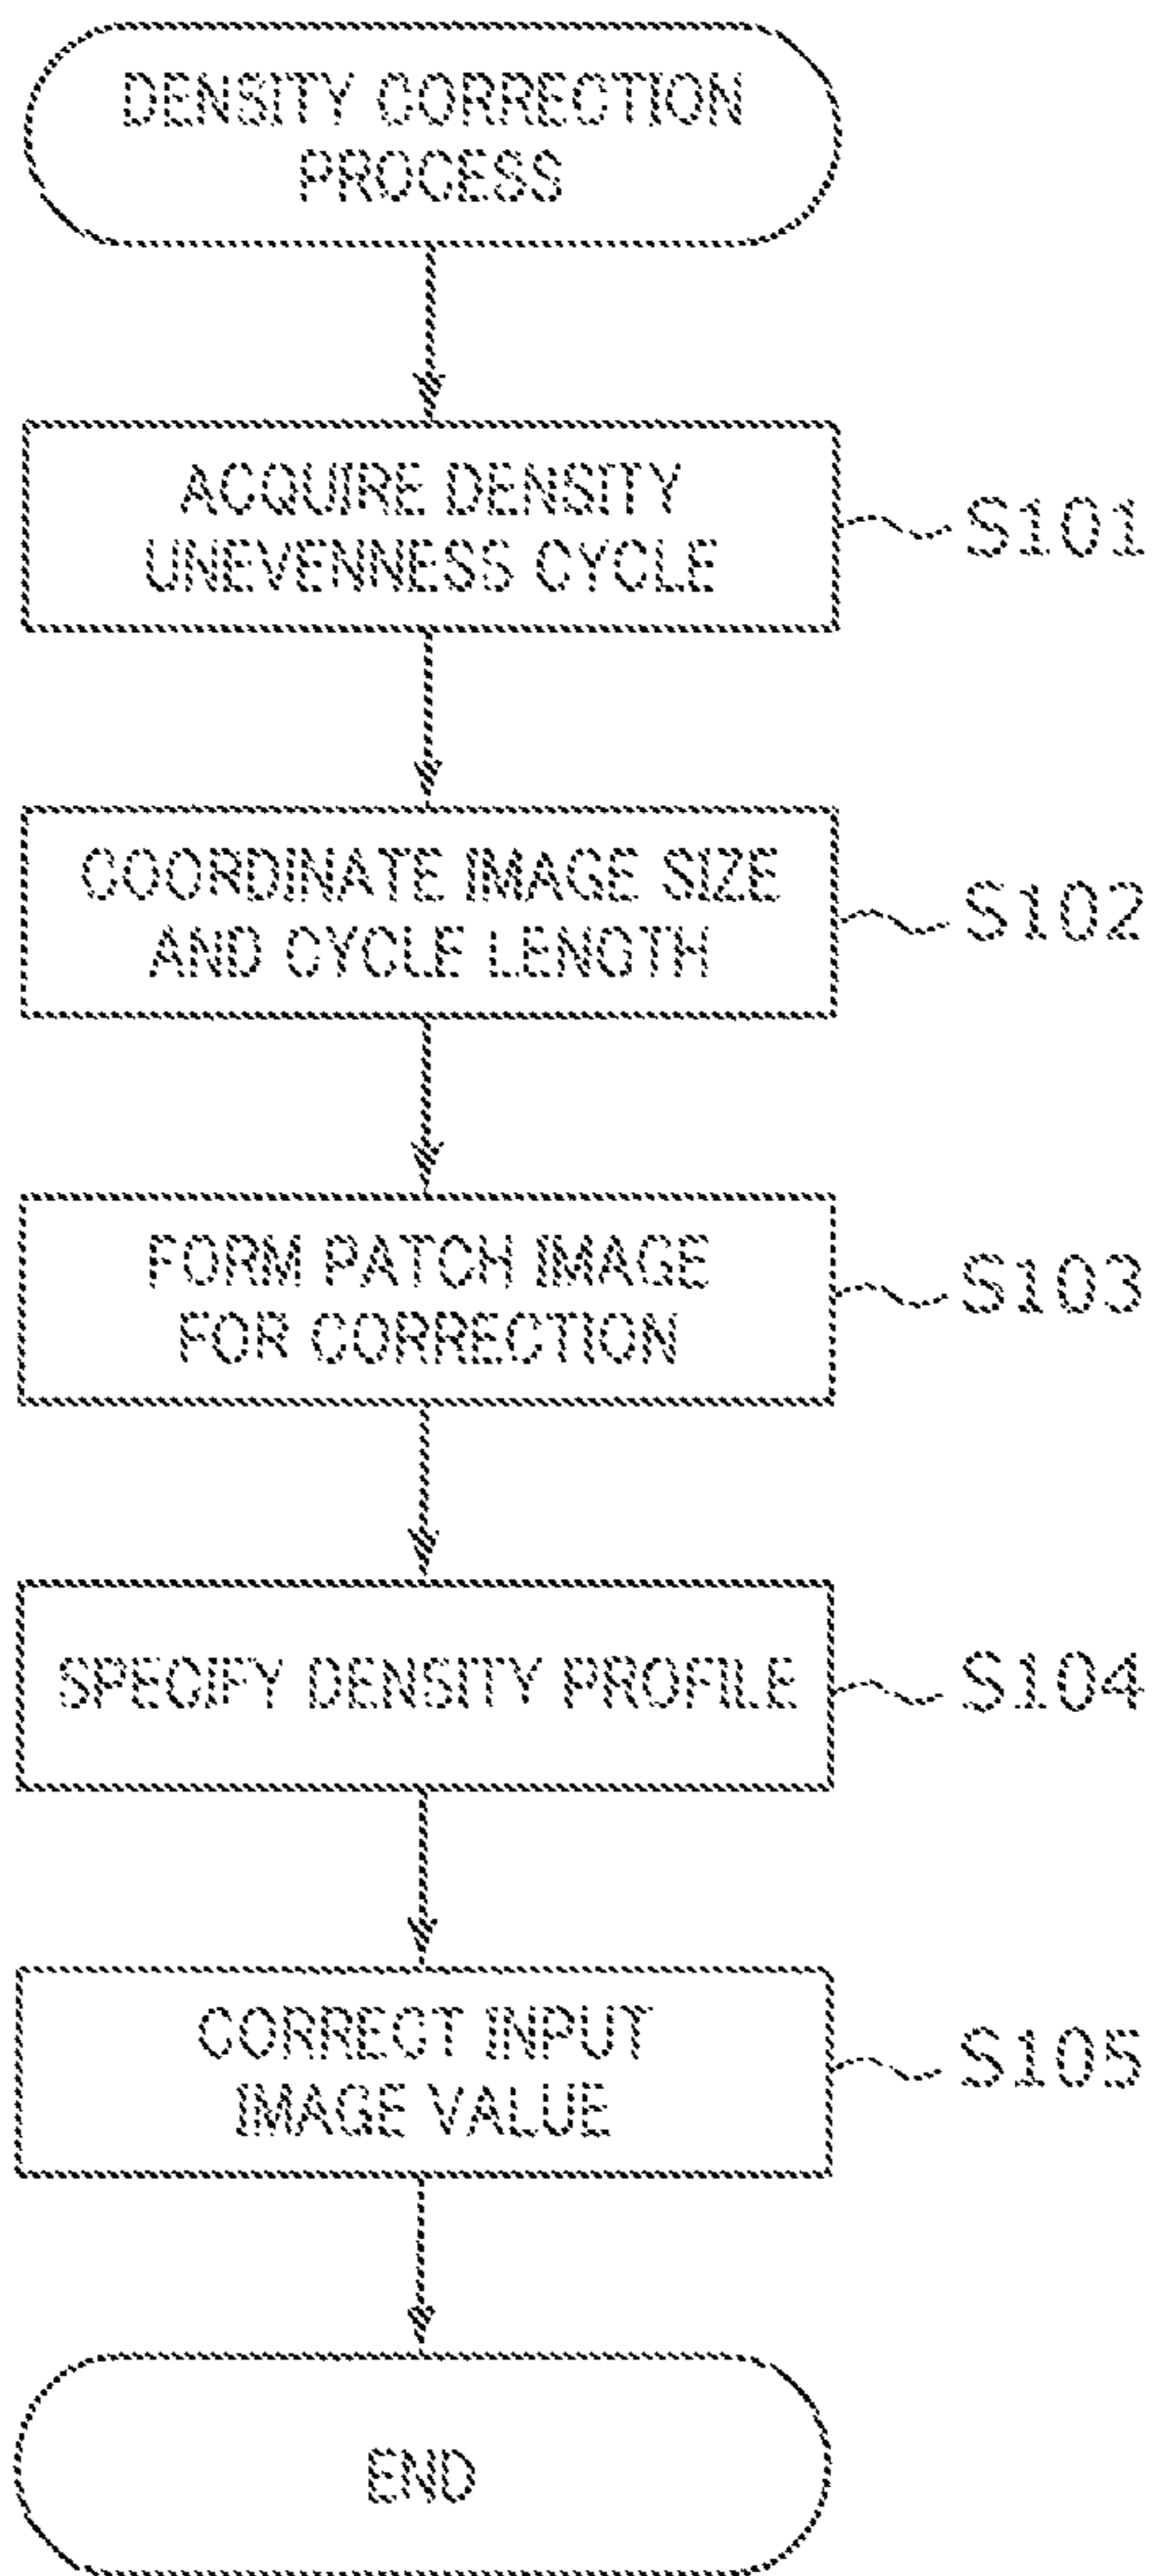 DENSITY CORRECTION
PROCESS
ACQUIRE DENSITY
UNEVENNESS CYCLE
S101
COORDINATE IMAGE SIZE
AND CYCLE LENGTH
S102
FORM PATCH IMAGE
FOR CORRECTION
S103
SPECIFY DENSITY PROFILE
S104
CORRECT INPUT
IMAGE VALUE
S105
END